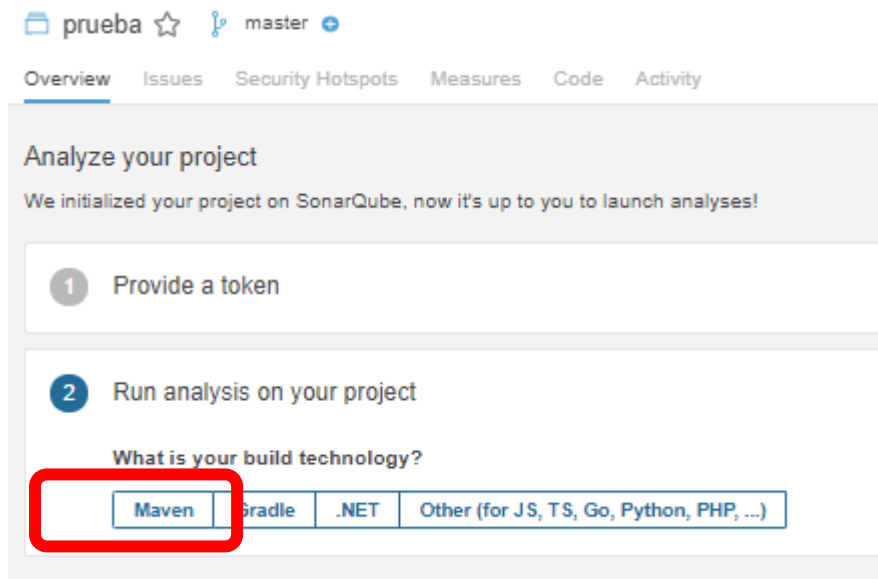 prueba master
Overview Issues Security Hotspots Measures Code Activity
Analyze your project
We initialized your project on SonarQube, now it's up to you to launch analyses!
1 Provide a token
2 Run analysis on your project
What is your build technology?
Maven Gradle .NET Other (for JS, TS, Go, Python, PHP, ...)